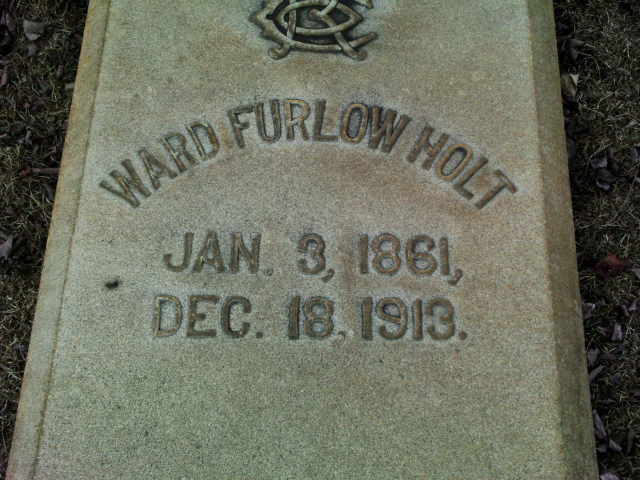 WARD FURLOW HOLT
JAN. 3, 1861,
DEC. 18, 1913.